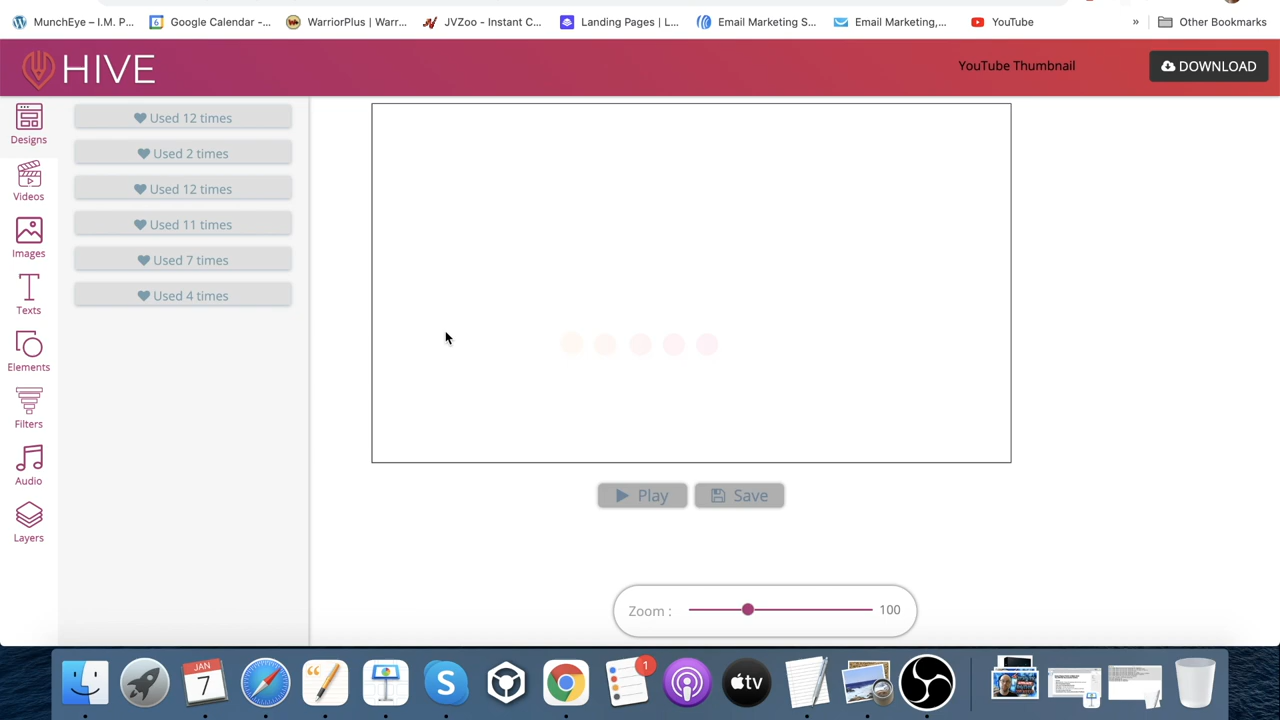 MunchEye – I.M. P...
Google Calendar -...
WarriorPlus | Warr...
JVZoo - Instant C...
Landing Pages | L...
Email Marketing S...
Email Marketing,...
YouTube
»
Other Bookmarks
HIVE
YouTube Thumbnail
DOWNLOAD
Designs
Videos
Images
Texts
Elements
Filters
Audio
Layers
Used 12 times
Used 2 times
Used 12 times
Used 11 times
Used 7 times
Used 4 times
Play
Save
Zoom :
100
JAN
7
1
tv